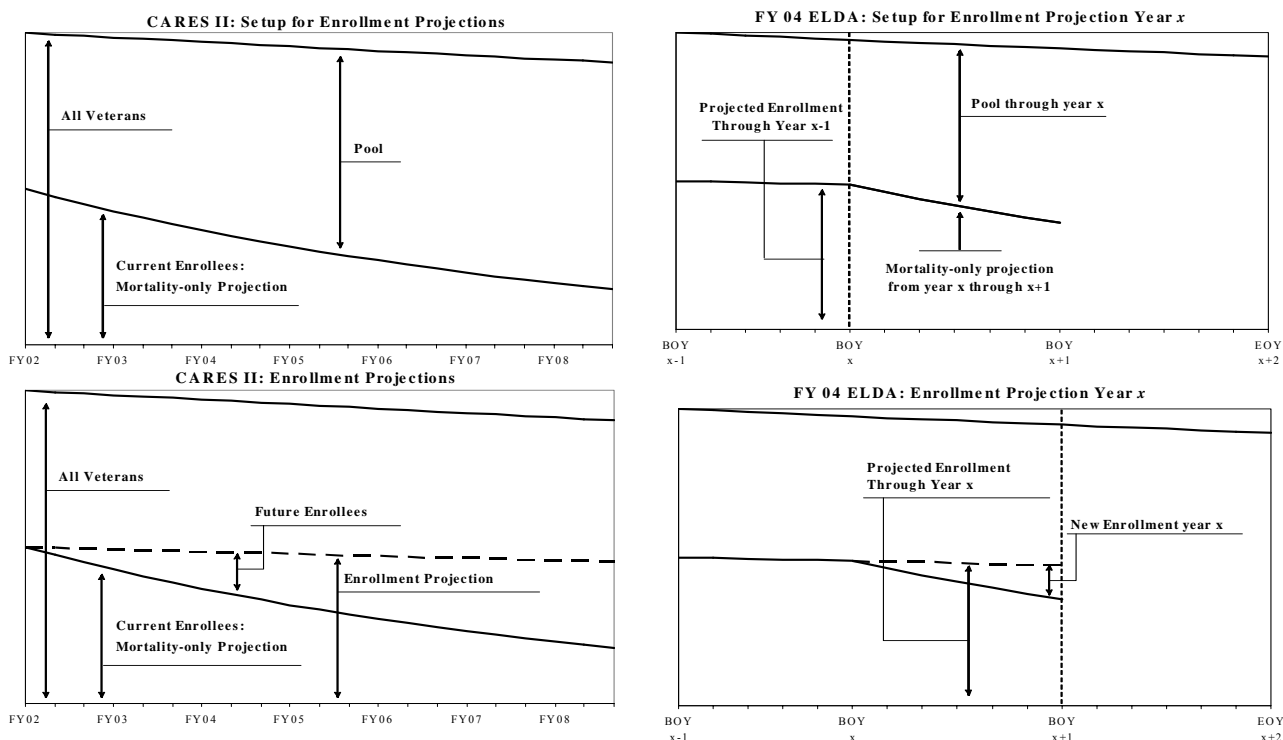 CARES II: Setup for Enrollment Projections
All Veterans
Pool
Current Enrollees:
Mortality-only Projection
FY02 FY03 FY04 FY05 FY06 FY07 FY08
FY 04 ELDA: Setup for Enrollment Projection Year x
Projected Enrollment
Through Year x-1
Pool through year x
Mortality-only projection
from year x through x+1
BOY BOY BOY EOY
x-1 x x+1 x+2
CARES II: Enrollment Projections
All Veterans
Future Enrollees
Enrollment Projection
Current Enrollees:
Mortality-only Projection
FY02 FY03 FY04 FY05 FY06 FY07 FY08
FY 04 ELDA: Enrollment Projection Year x
Projected Enrollment
Through Year x
New Enrollment year x
BOY BOY BOY EOY
x-1 x x+1 x+2